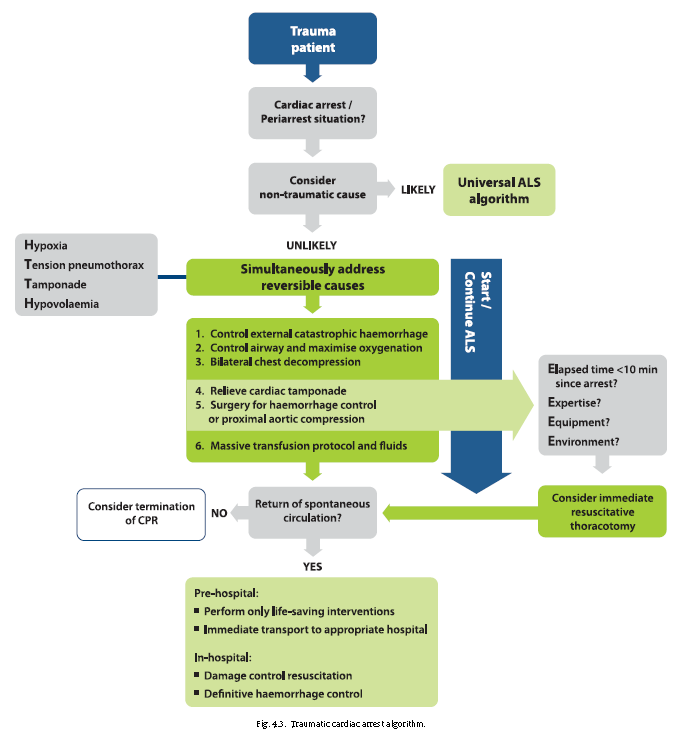 Trauma
patient
Cardiac arrest /
Periarrest situation?
Consider
non-traumatic cause
LIKELY
Universal ALS
algorithm
UNLIKELY
Hypoxia
Tension pneumothorax
Tamponade
Hypovolaemia
Simultaneously address
reversible causes
Start /
Continue ALS
1. Control external catastrophic haemorrhage
2. Control airway and maximise oxygenation
3. Bilateral chest decompression
4. Relieve cardiac tamponade
5. Surgery for haemorrhage control
or proximal aortic compression
6. Massive transfusion protocol and fluids
Elapsed time <10 min
since arrest?
Expertise?
Equipment?
Environment?
Consider immediate
resuscitative
thoracotomy
Return of spontaneous
circulation?
NO
Consider termination
of CPR
YES
Pre-hospital:
▪ Perform only life-saving interventions
▪ Immediate transport to appropriate hospital
In-hospital:
▪ Damage control resuscitation
▪ Definitive haemorrhage control
Fig. 4.3. Traumatic cardiac arrest algorithm.